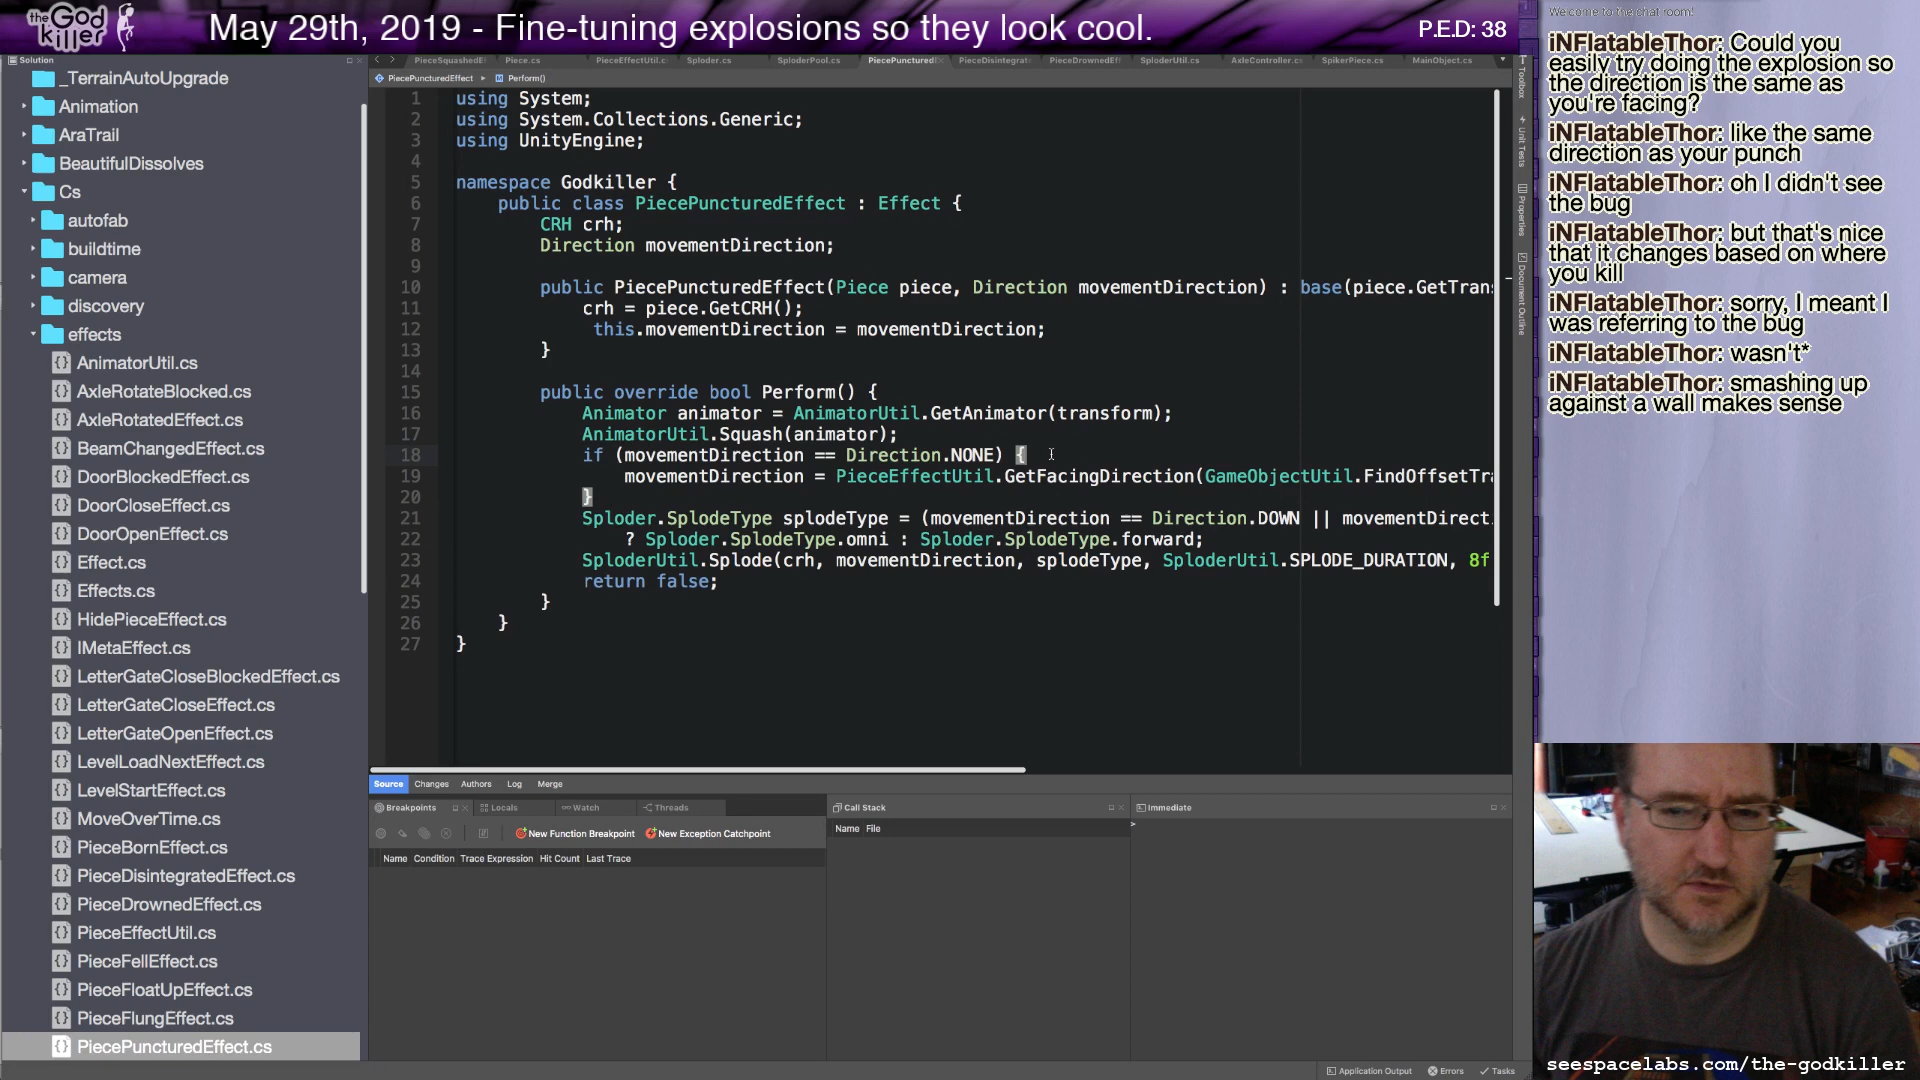 the God killer
May 29th, 2019 - Fine-tuning explosions so they look cool.
P.E.D: 38
Solution
_TerrainAutoUpgrade
Animation
AraTrail
BeautifulDissolves
Cs
autofab
buildtime
camera
discovery
effects
AnimatorUtil.cs
AxleRotateBlocked.cs
AxleRotatedEffect.cs
BeamChangedEffect.cs
DoorBlockedEffect.cs
DoorCloseEffect.cs
DoorOpenEffect.cs
Effect.cs
Effects.cs
HidePieceEffect.cs
IMetaEffect.cs
LetterGateCloseBlockedEffect.cs
LetterGateCloseEffect.cs
LetterGateOpenEffect.cs
LevelLoadNextEffect.cs
LevelStartEffect.cs
MoveOverTime.cs
PieceBornEffect.cs
PieceDisintegratedEffect.cs
PieceDrownedEffect.cs
PieceEffectUtil.cs
PieceFellEffect.cs
PieceFloatUpEffect.cs
PieceFlungEffect.cs
PiecePuncturedEffect.cs
PieceSquashedE
Piece.cs
PieceEffectUtil.c
Sploder.cs
SploderPool.cs
PiecePunctured
PieceDisintegrat
PieceDrownedEf
SploderUtil.cs
AxleController.c
SpikerPiece.cs
MainObject.cs
PiecePuncturedEffect
Perform()
1 using System;
2 using System.Collections.Generic;
3 using UnityEngine;
4
5 namespace Godkiller {
6 public class PiecePuncturedEffect : Effect {
7 CRH crh;
8 Direction movementDirection;
9
10 public PiecePuncturedEffect(Piece piece, Direction movementDirection) : base(piece.GetTran
11 crh = piece.GetCRH();
12 this.movementDirection = movementDirection;
13 }
14
15 public override bool Perform() {
16 Animator animator = AnimatorUtil.GetAnimator(transform);
17 AnimatorUtil.Squash(animator);
18 if (movementDirection == Direction.NONE) {
19 movementDirection = PieceEffectUtil.GetFacingDirection(GameObjectUtil.FindOffsetTr
20 }
21 Sploder.SplodeType splodeType = (movementDirection == Direction.DOWN || movementDirect
22 ? Sploder.SplodeType.omni : Sploder.SplodeType.forward;
23 SploderUtil.Splode(crh, movementDirection, splodeType, SploderUtil.SPLODE_DURATION, 8f
24 return false;
25 }
26 }
27 }
Source
Changes
Authors
Log
Merge
Breakpoints
Locals
Watch
Threads
New Function Breakpoint
New Exception Catchpoint
Name Condition Trace Expression Hit Count Last Trace
Call Stack
Name File
Immediate
>
Application Output
Errors
Tasks
Toolbox
Unit Tests
Properties
Document Outline
Welcome to the chat room!
iNFlatableThor: Could you
easily try doing the explosion so
the direction is the same as
you're facing?
iNFlatableThor: like the same
direction as your punch
iNFlatableThor: oh I didn't see
the bug
iNFlatableThor: but that's nice
that it changes based on where
you kill
iNFlatableThor: sorry, I meant I
was referring to the bug
iNFlatableThor: wasn't*
iNFlatableThor: smashing up
against a wall makes sense
seespacelabs.com/the-godkiller